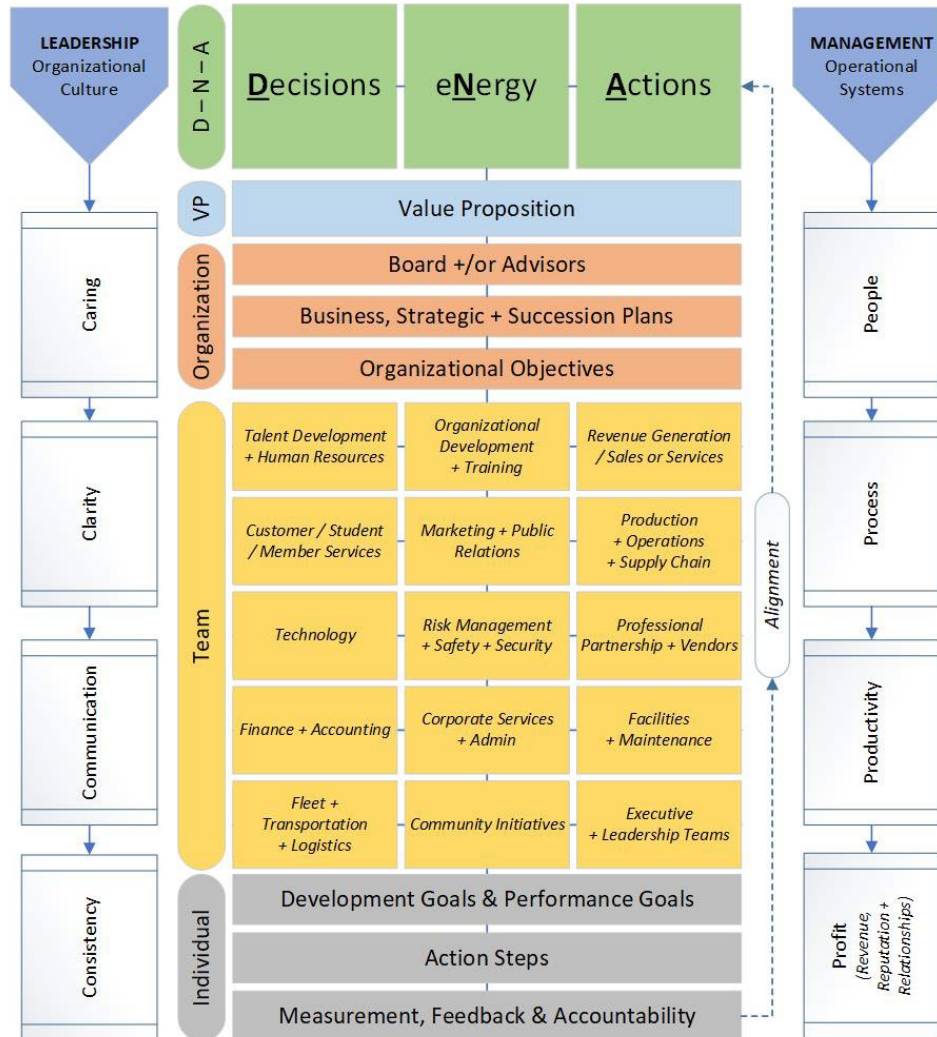 LEADERSHIP
Organizational
Culture
Caring
Clarity
Communication
Consistency
D – N – A
Decisions
eNergy
Actions
VP
Value Proposition
Organization
Board +/or Advisors
Business, Strategic + Succession Plans
Organizational Objectives
Team
Talent Development
+ Human Resources
Organizational
Development
+ Training
Revenue Generation
/ Sales or Services
Customer / Student
/ Member Services
Marketing + Public
Relations
Production
+ Operations
+ Supply Chain
Technology
Risk Management
+ Safety + Security
Professional
Partnership + Vendors
Finance + Accounting
Corporate Services
+ Admin
Facilities
+ Maintenance
Fleet +
Transportation
+ Logistics
Community Initiatives
Executive
+ Leadership Teams
Individual
Development Goals & Performance Goals
Action Steps
Measurement, Feedback & Accountability
Alignment
MANAGEMENT
Operational
Systems
People
Process
Productivity
Profit
(Revenue,
Reputation +
Relationships)